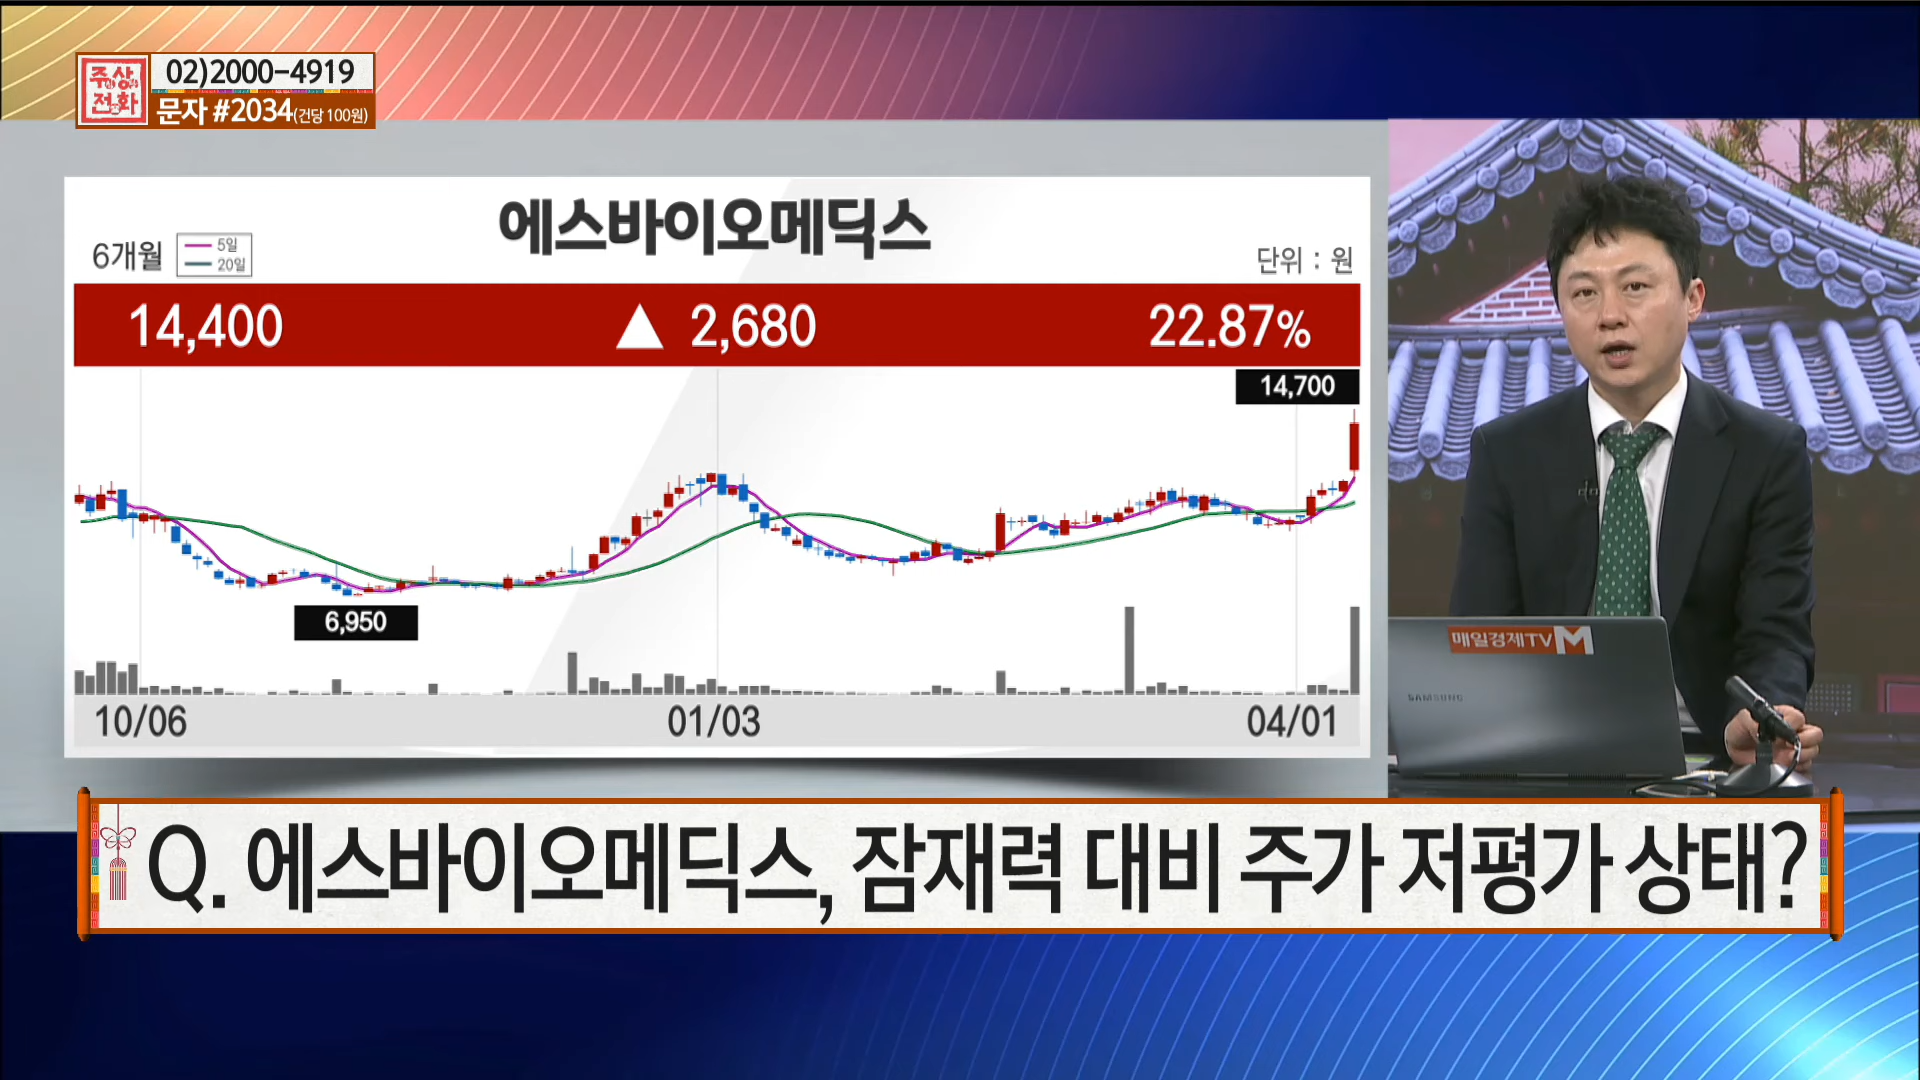 주상
전화
02)2000-4919
문자 #2034(건당 100원)
에스바이오메딕스
6개월
5일
20일
단위 : 원
14,400 ▲ 2,680 22.87%
14,700
6,950
10/06 01/03 04/01
매일경제TV M
SAMSUNG
Q. 에스바이오메딕스, 잠재력 대비 주가 저평가 상태?